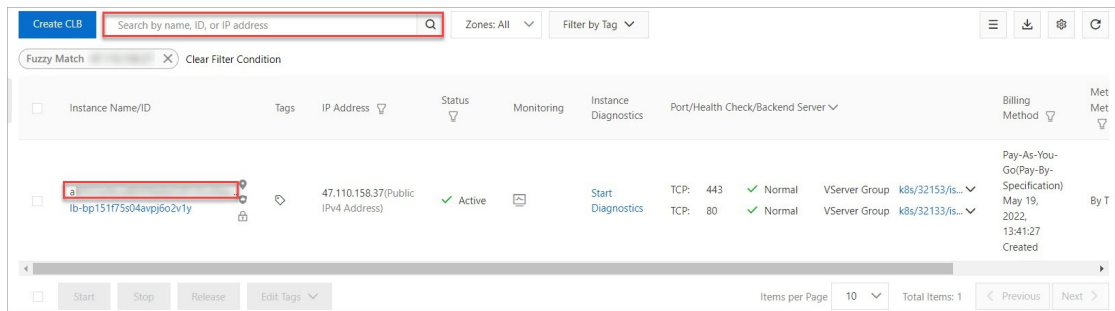 Create CLB Search by name, ID, or IP address Zones: All Filter by Tag
Fuzzy Match Clear Filter Condition
Instance Name/ID Tags IP Address Status Monitoring Instance Diagnostics Port/Health Check/Backend Server Billing Method Met Met
a ...
lb-bp151f75s04avpj6o2v1y
47.110.158.37(Public
IPv4 Address)
Active
Start
Diagnostics
TCP: 443 Normal VServer Group k8s/32153/is...
TCP: 80 Normal VServer Group k8s/32133/is...
Pay-As-You-
Go(Pay-By-
Specification)
May 19,
2022,
13:41:27
Created
By T
Start Stop Release Edit Tags Items per Page 10 Total Items: 1 Previous Next